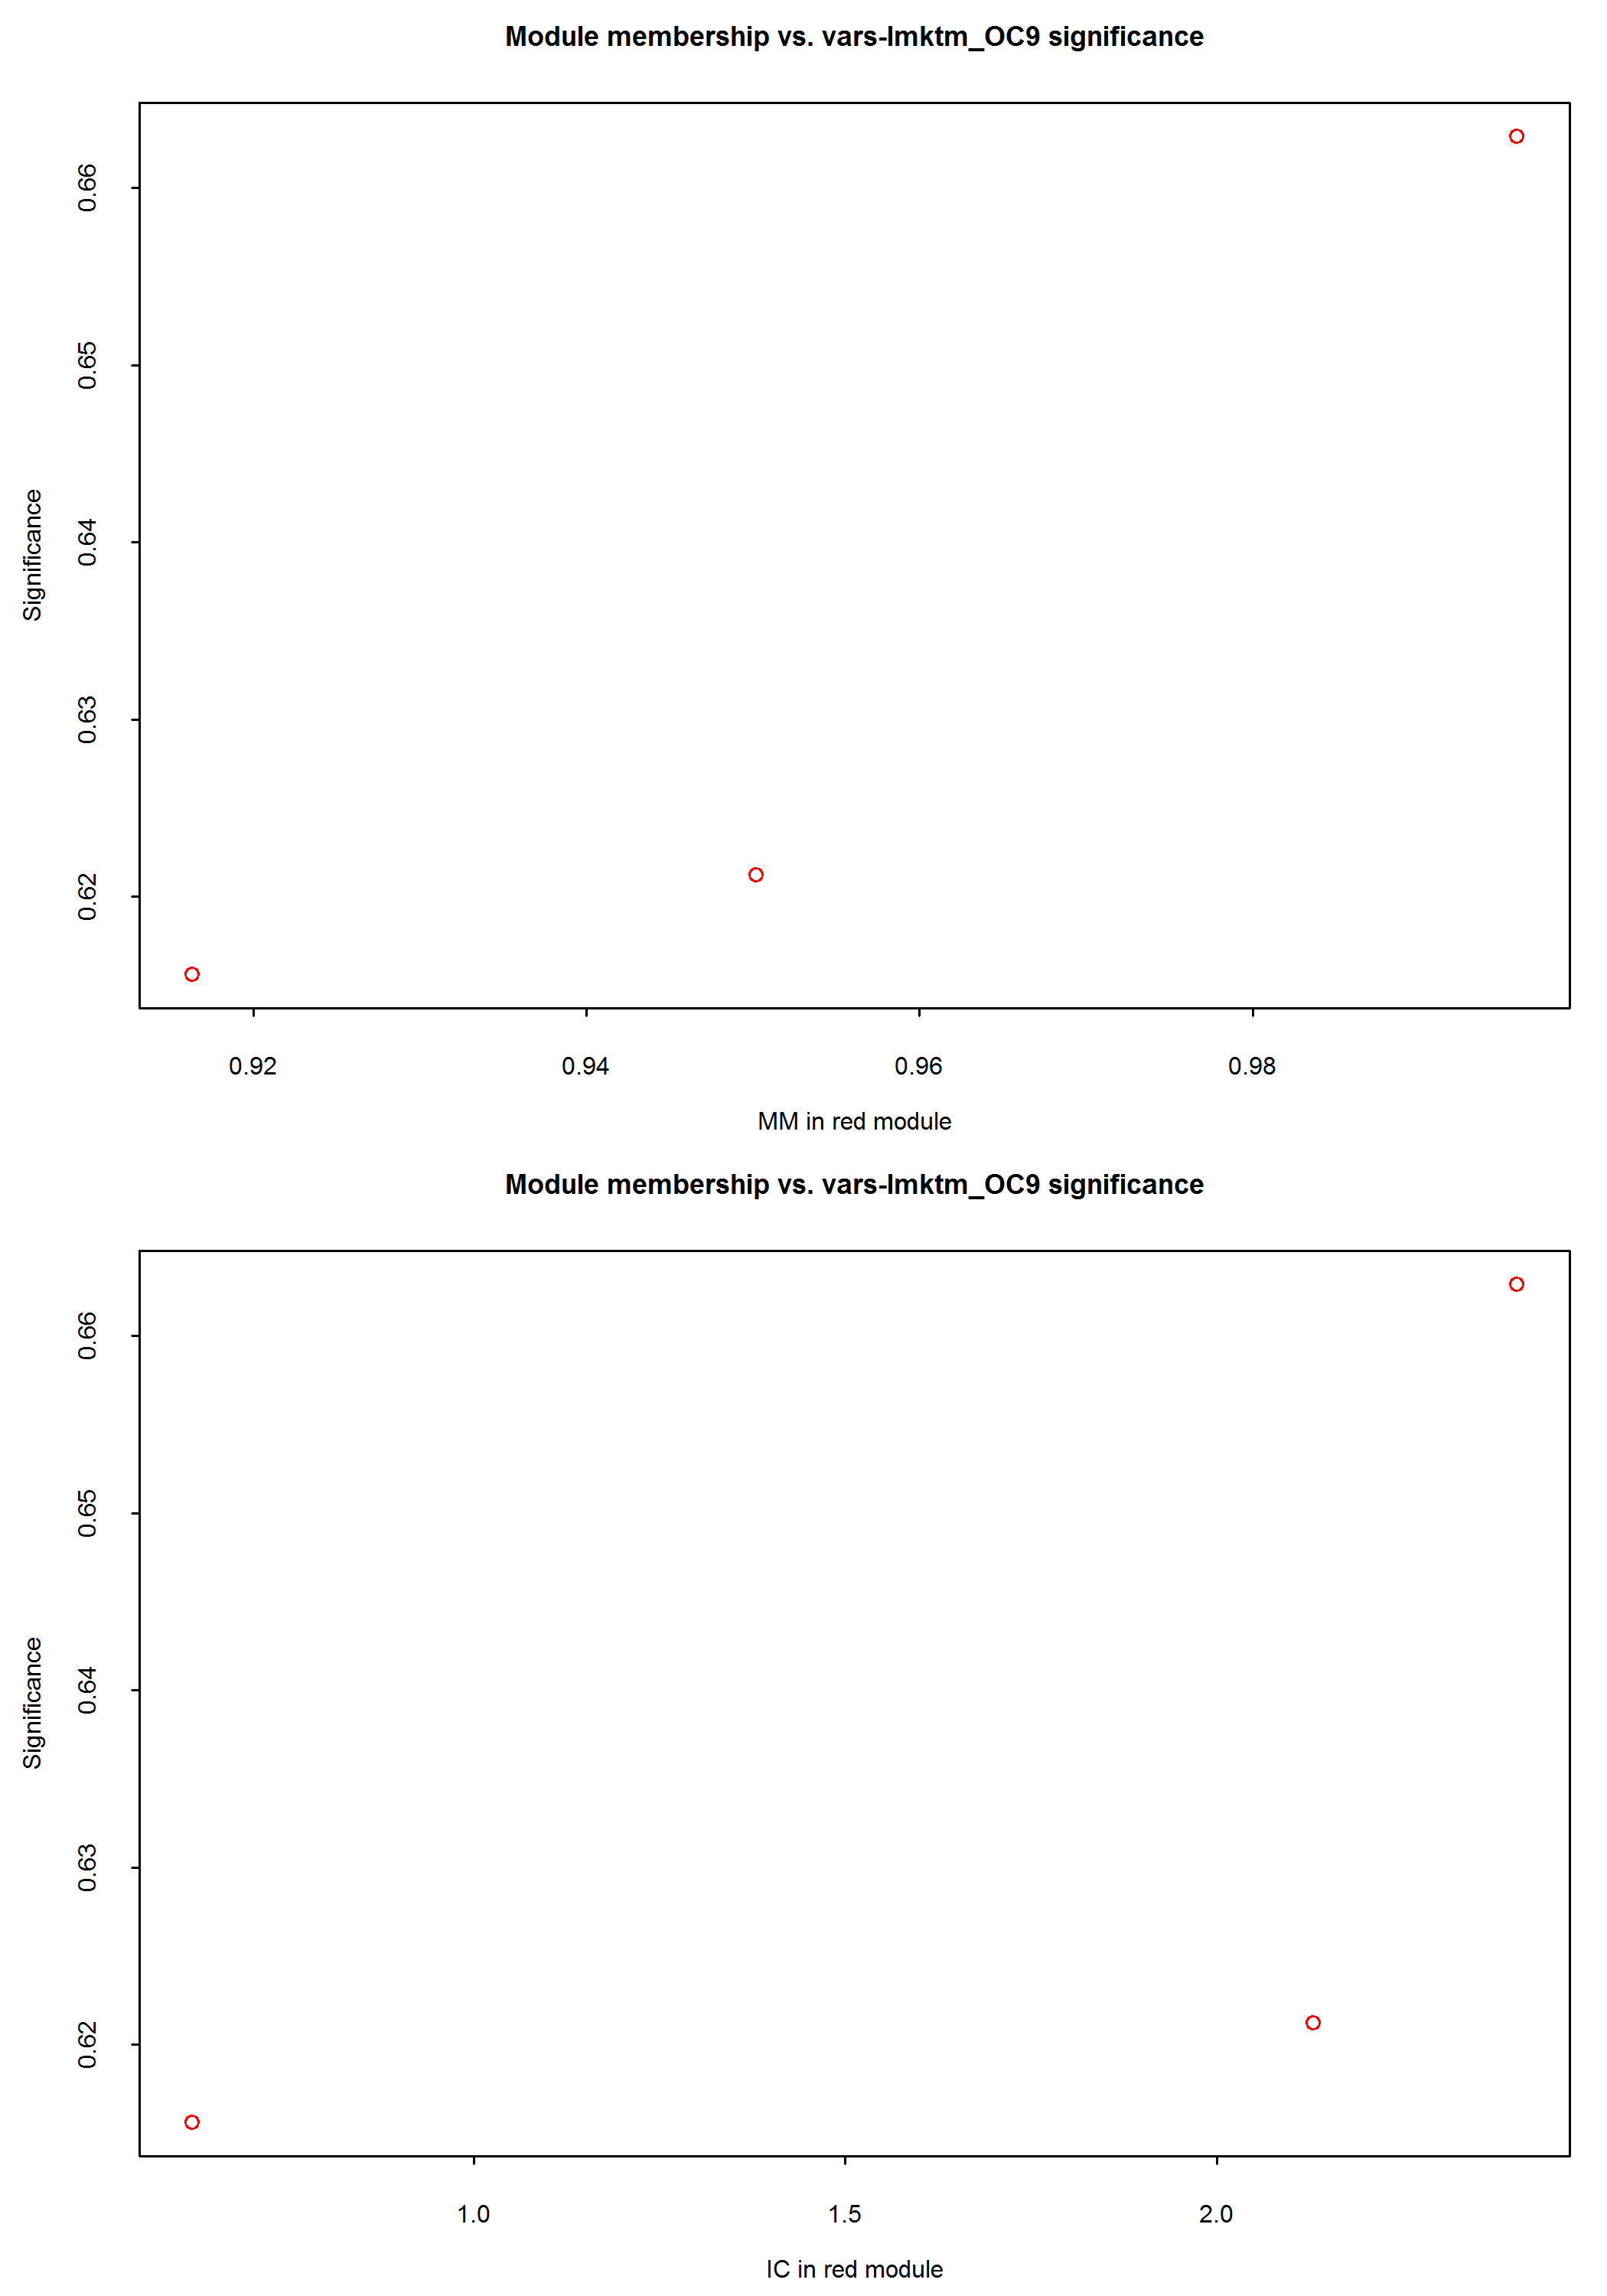 Module membership vs. vars-lmktm_OC9 significance
0.66
0.65
0.64
0.63
0.62
Significance
0.92 0.94 0.96 0.98
MM in red module
Module membership vs. vars-lmktm_OC9 significance
0.66
0.65
0.64
0.63
0.62
Significance
1.0 1.5 2.0
IC in red module